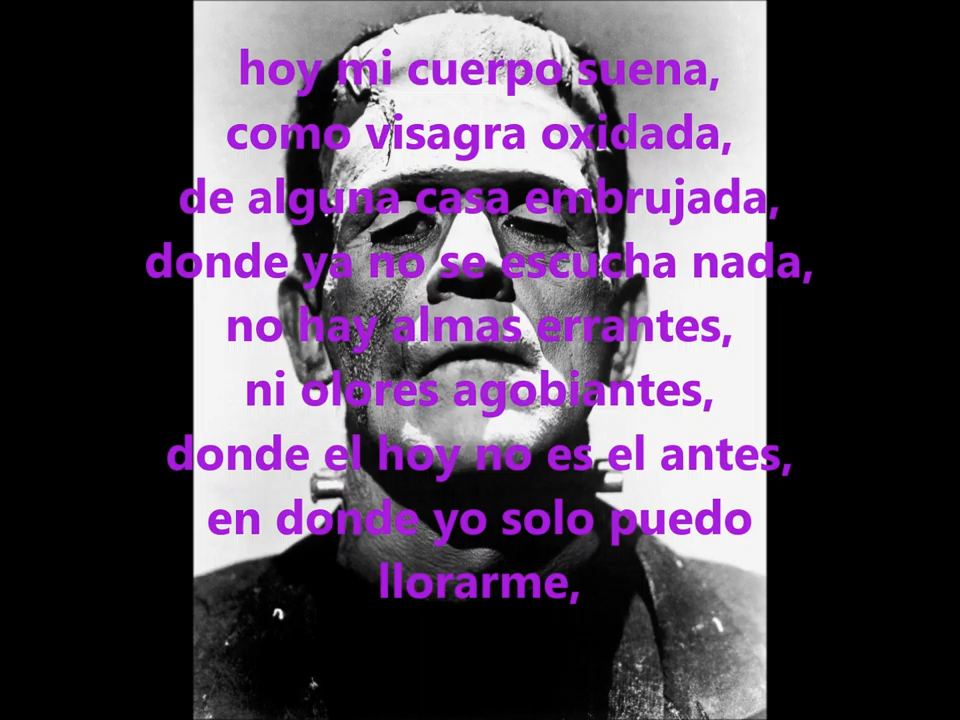 hoy mi cuerpo suena,
como visagra oxidada,
de alguna casa embrujada,
donde ya no se escucha nada,
no hay almas errantes,
ni olores agobiantes,
donde el hoy no es el antes,
en donde yo solo puedo
llorarme,